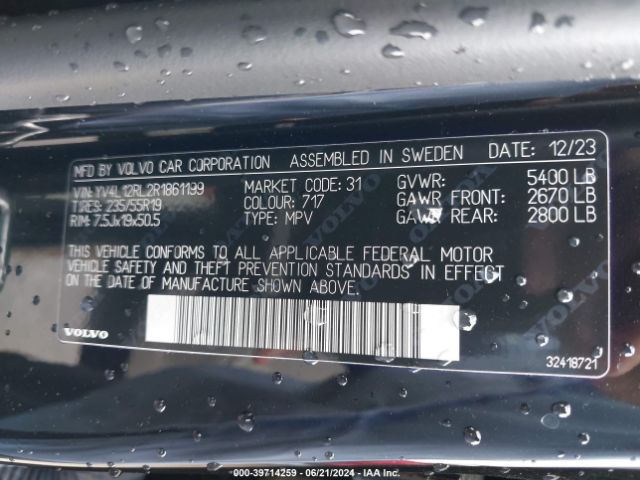 MFD BY VOLVO CAR CORPORATION ASSEMBLED IN SWEDEN DATE: 12/23
VIN: YV4L12RL2R1861199 MARKET CODE: 31 GVWR: 5400 LB
TIRES: 235/55R19 COLOUR: 717 GAWR FRONT: 2670 LB
RIM: 7.5Jx19x50.5 TYPE: MPV GAWR REAR: 2800 LB
THIS VEHICLE CONFORMS TO ALL APPLICABLE FEDERAL MOTOR
VEHICLE SAFETY AND THEFT PREVENTION STANDARDS IN EFFECT
ON THE DATE OF MANUFACTURE SHOWN ABOVE.
VOLVO
32418721
000-39714259 - 06/21/2024 - IAA Inc.